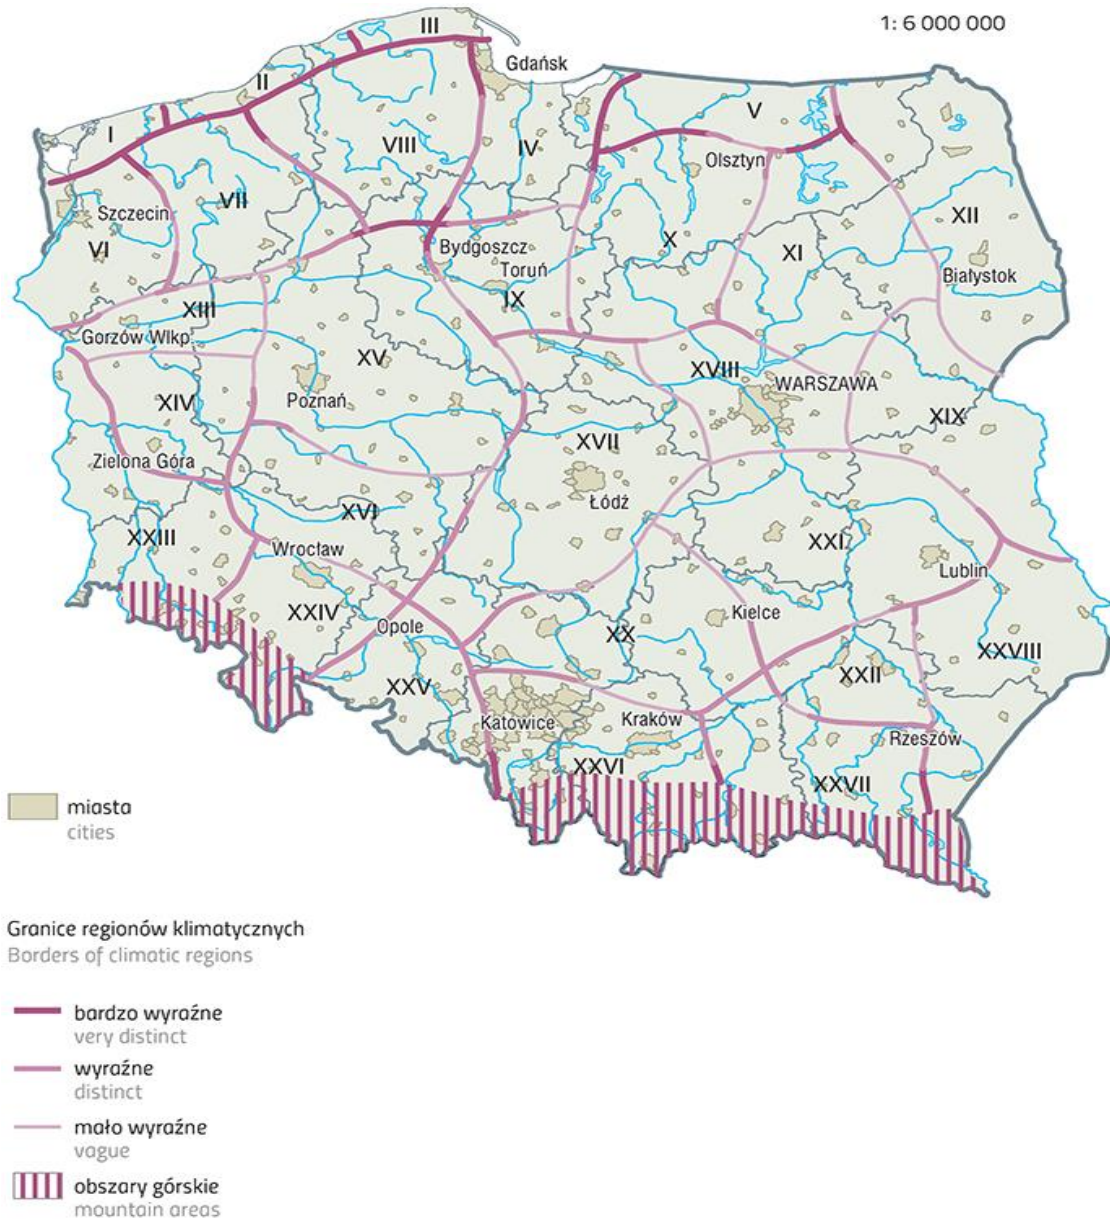 1: 6 000 000
III
Gdańsk
II
I
V
VIII
IV
Olsztyn
VII
Szczecin
XII
VI
Bydgoszcz
X
XI
Toruń
Białystok
IX
XIII
Gorzów Wlkp.
XV
XVIII
WARSZAWA
Poznań
XIV
XIX
XVII
Zielona Góra
Łódź
XVI
XXIII
Wrocław
XXI
Lublin
XXIV
Kielce
Opole
XX
XXVIII
XXII
XXV
Katowice
Kraków
Rzeszów
XXVI
XXVII
miasta
cities
Granice regionów klimatycznych
Borders of climatic regions
bardzo wyraźne
very distinct
wyraźne
distinct
mało wyraźne
vague
obszary górskie
mountain areas